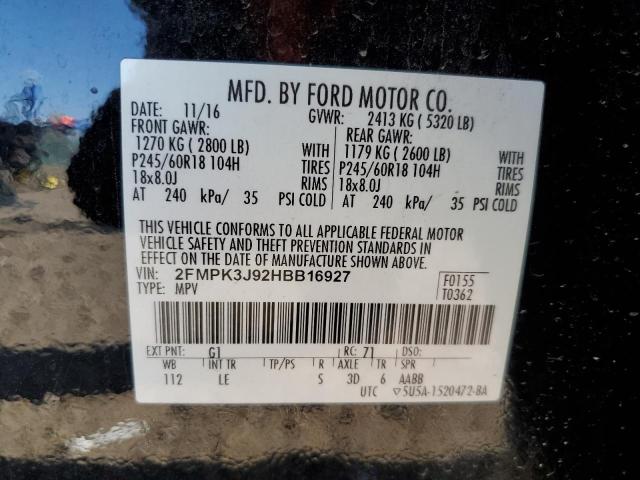 MFD. BY FORD MOTOR CO.
DATE: 11/16 GVWR: 2413 KG ( 5320 LB)
FRONT GAWR: REAR GAWR:
1270 KG ( 2800 LB) WITH 1179 KG ( 2600 LB) WITH
P245/60R18 104H TIRES P245/60R18 104H TIRES
18x8.0J RIMS 18x8.0J RIMS
AT 240 kPa/ 35 PSI COLD AT 240 kPa/ 35 PSI COLD
THIS VEHICLE CONFORMS TO ALL APPLICABLE FEDERAL MOTOR
VEHICLE SAFETY AND THEFT PREVENTION STANDARDS IN
EFFECT ON THE DATE OF MANUFACTURE SHOWN ABOVE.
VIN: 2FMPK3J92HBB16927 F0155
TYPE: MPV T0362
EXT PNT: G1 RC: 71 DSO:
WB INT TR TP/PS R AXLE TR SPR
112 LE S 3D 6 AABB
UTC ▽5U5A-1520472-BA